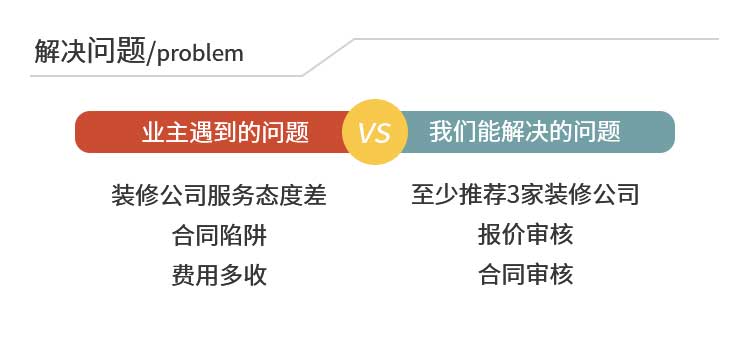 解决问题/problem
业主遇到的问题 VS 我们能解决的问题
装修公司服务态度差 至少推荐3家装修公司
合同陷阱 报价审核
费用多收 合同审核